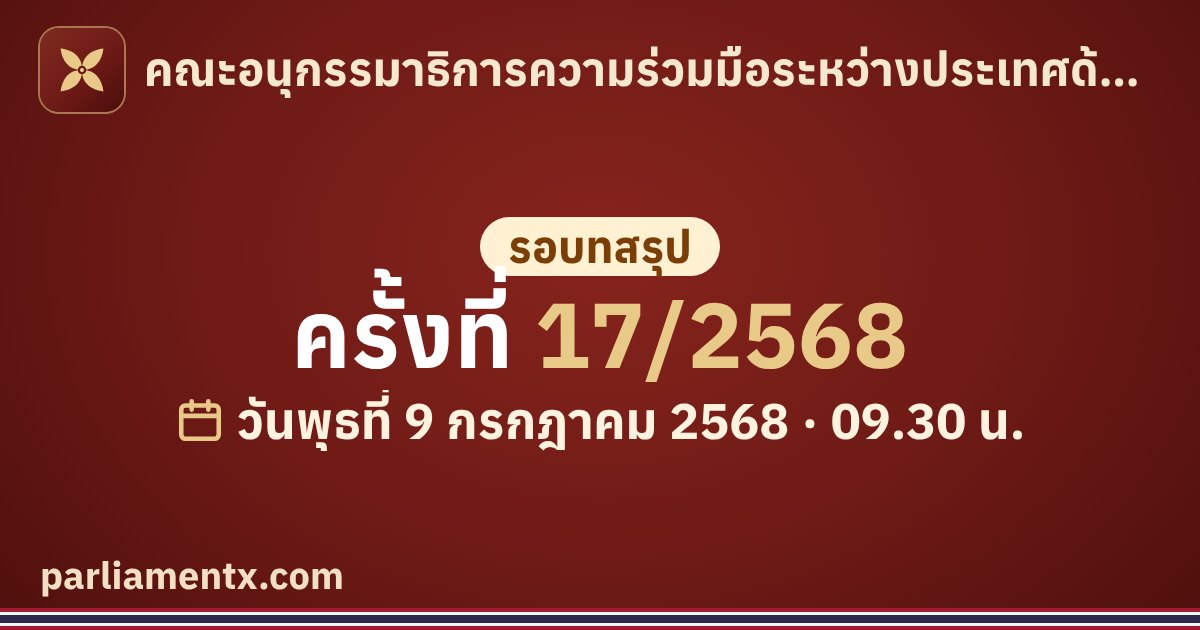 คณะอนุกรรมาธิการความร่วมมือระหว่างประเทศด้...
รอบทสรุป
ครั้งที่ 17/2568
วันพุธที่ 9 กรกฎาคม 2568 · 09.30 น.
parliamentx.com